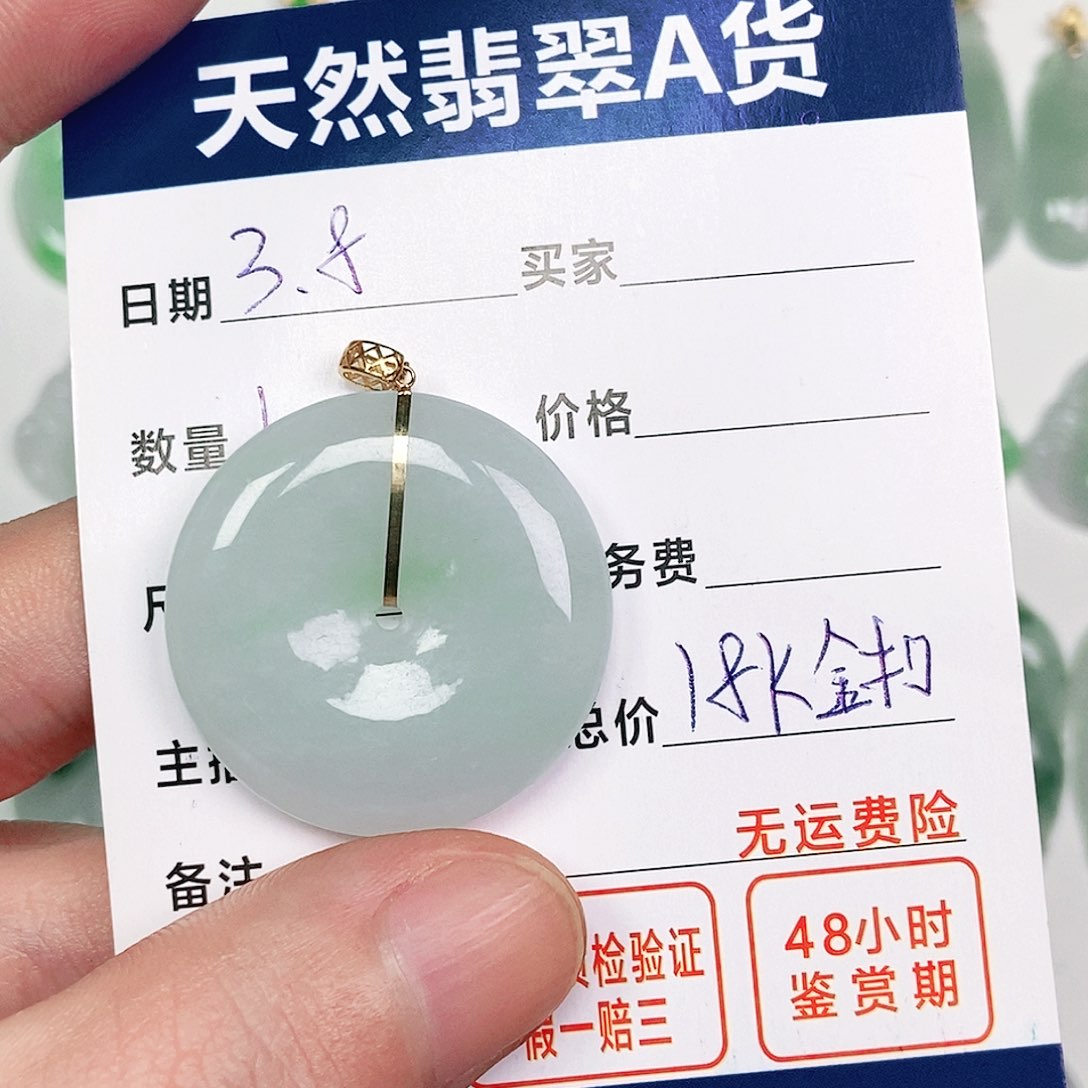 天然翡翠A货
日期 3.8 买家
数量 1 价格
务费
主播 总价 18K金扣
备注
无运费险
质检验证
假一赔三
48小时
鉴赏期